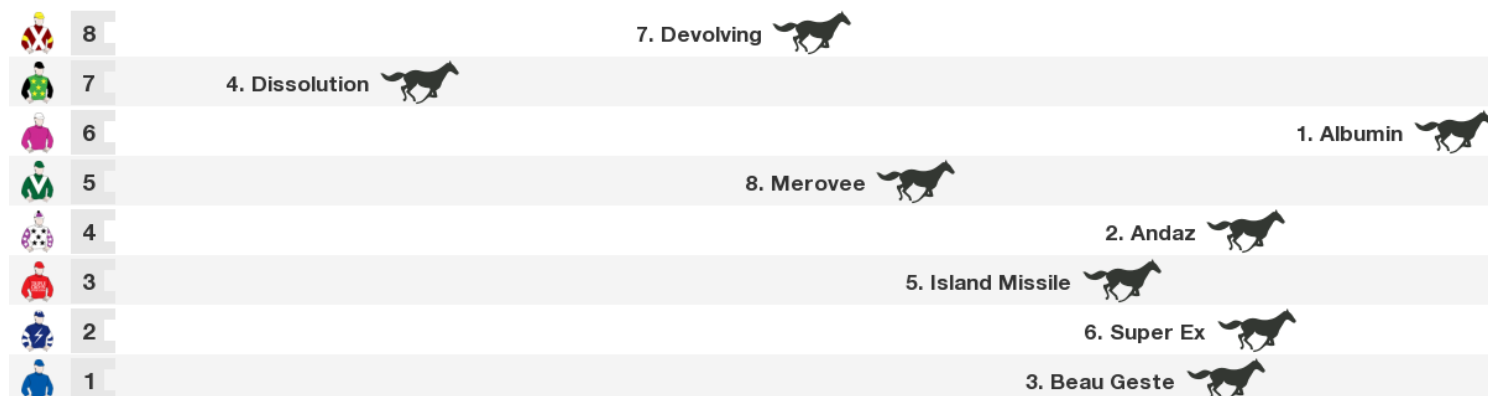 8 7. Devolving
7 4. Dissolution
6 1. Albumin
5 8. Merovee
4 2. Andaz
3 5. Island Missile
2 6. Super Ex
1 3. Beau Geste